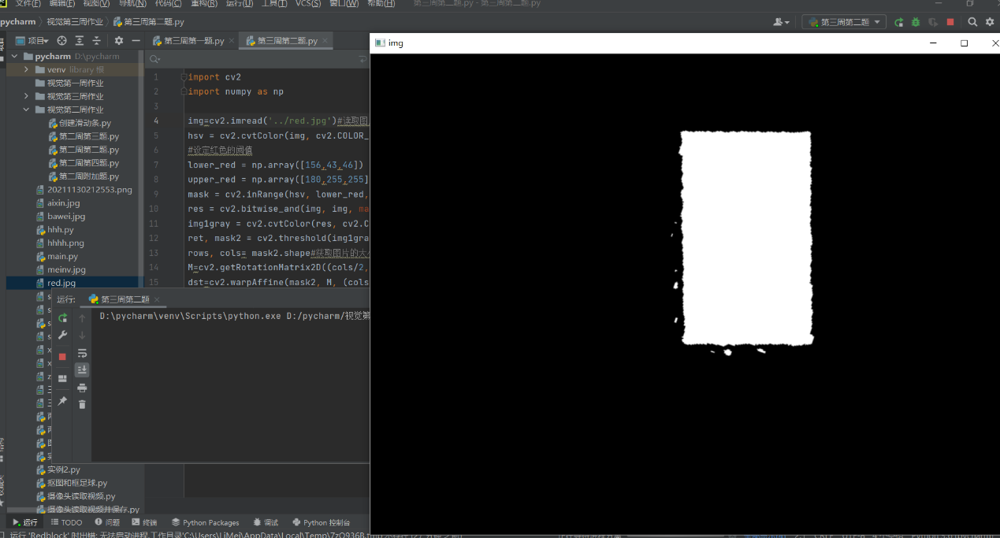 文件(F) 编辑(E) 视图(V) 导航(N) 代码(C) 重构(R) 运行(U) 工具(T) VCS(S) 窗口(W) 帮助(H) 第三周第二题.py - 第三周第二题.py
pycharm 视觉第三周作业 第三周第二题.py 第三周第二题
项目 第三周第一题.py 第三周第二题.py
img
pycharm D:\pycharm
venv library 根
视觉第一周作业
视觉第三周作业
视觉第二周作业
创建滑动条.py
第二周第三题.py
第二周第二题.py
第二周第四题.py
第二周附加题.py
20211130212553.png
aixin.jpg
bawei.jpg
hhh.py
hhhh.png
main.py
meinv.jpg
red.jpg
1 import cv2
2 import numpy as np
3
4 img=cv2.imread('../red.jpg')#读取图
5 hsv = cv2.cvtColor(img, cv2.COLOR_
6 #设定红色的阈值
7 lower_red = np.array([156,43,46])
8 upper_red = np.array([180,255,255]
9 mask = cv2.inRange(hsv, lower_red,
10 res = cv2.bitwise_and(img, img, ma
11 img1gray = cv2.cvtColor(res, cv2.C
12 ret, mask2 = cv2.threshold(img1gra
13 rows, cols= mask2.shape#获取图片的大小
14 M=cv2.getRotationMatrix2D((cols/2,
15 dst=cv2.warpAffine(mask2, M, (cols
运行: 第三周第二题
D:\pycharm\venv\Scripts\python.exe D:/pycharm/视觉第
实例2.py
抠图和框足球.py
摄像头读取视频.py
摄像头读取视频并保存.py
运行 TODO 问题 终端 Python Packages 调试 Python 控制台
运行 'Redblock' 时出错: 无法启动进程,工作目录'C:\Users\LiMei\AppData\Local\Temp\7zO936B